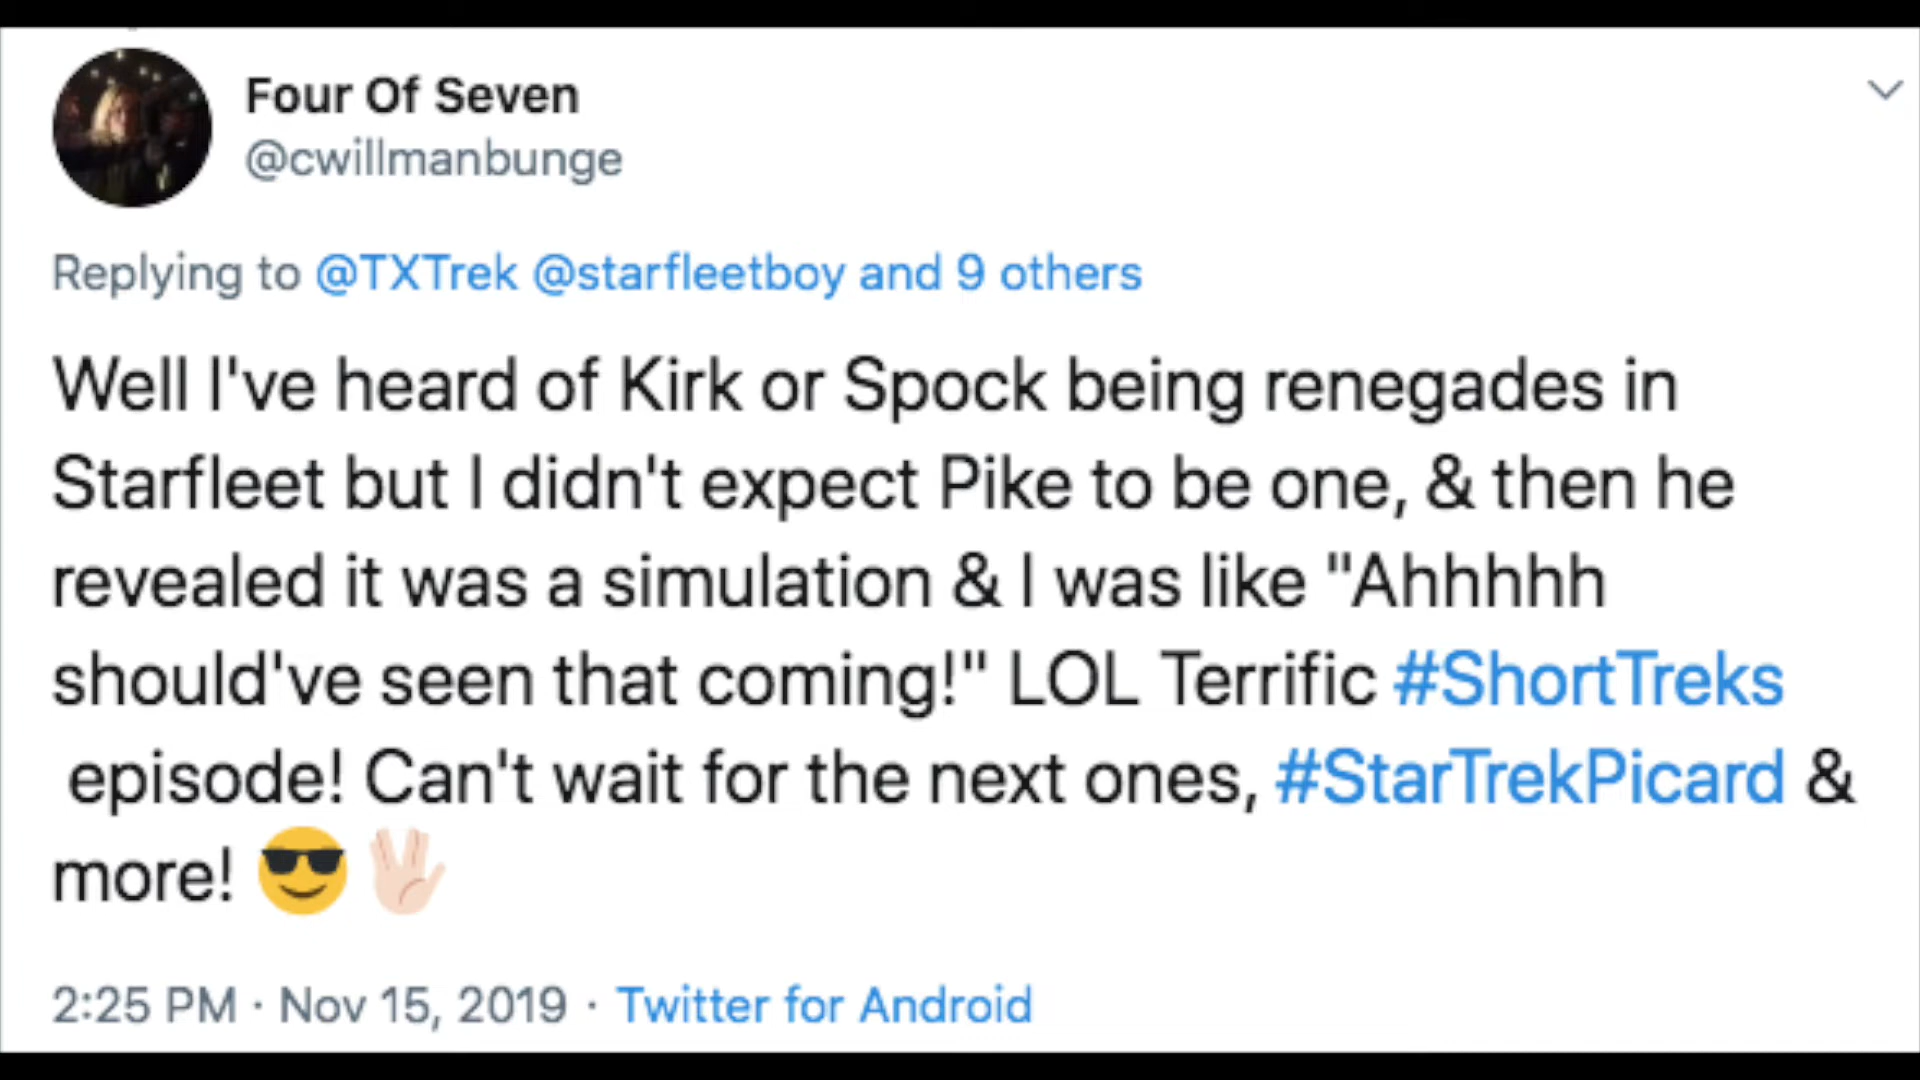 Four Of Seven
@cwillmanbunge
Replying to @TXTrek @starfleetboy and 9 others
Well I've heard of Kirk or Spock being renegades in
Starfleet but I didn't expect Pike to be one, & then he
revealed it was a simulation & I was like "Ahhhhh
should've seen that coming!" LOL Terrific #ShortTreks
episode! Can't wait for the next ones, #StarTrekPicard &
more! 😎 🖖🏻
2:25 PM · Nov 15, 2019 · Twitter for Android